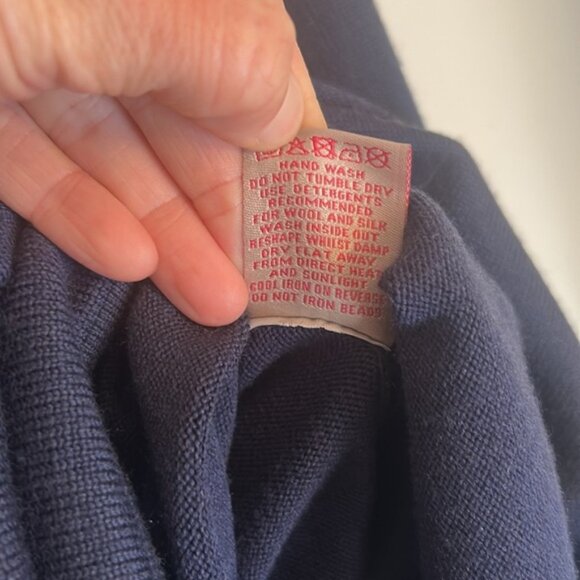 HAND WASH
DO NOT TUMBLE DRY
USE DETERGENTS
RECOMMENDED
FOR WOOL AND SILK
WASH INSIDE OUT
RESHAPE WHILST DAMP
DRY FLAT AWAY
FROM DIRECT HEAT
AND SUNLIGHT
COOL IRON ON REVERSE
DO NOT IRON BEADS